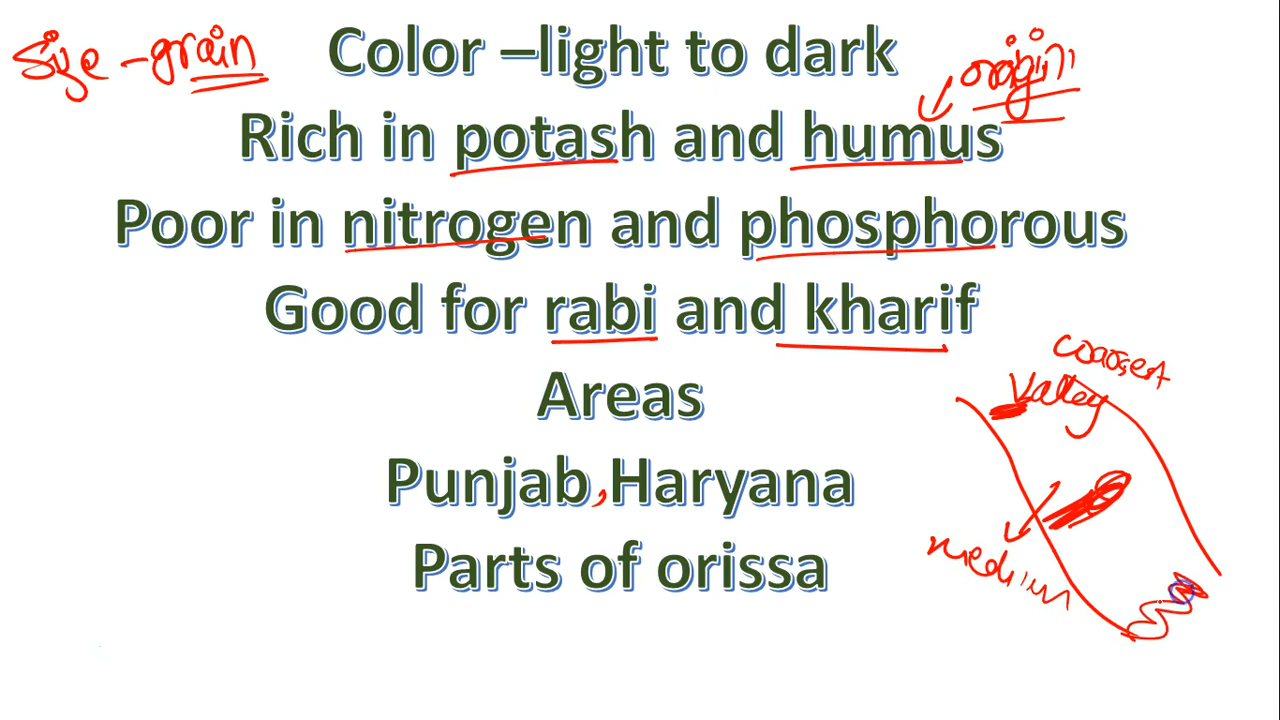 Size - grain
Color –light to dark
origin
Rich in potash and humus
Poor in nitrogen and phosphorous
Good for rabi and kharif
coarsest
Valley
Areas
Punjab,Haryana
medium
Parts of orissa